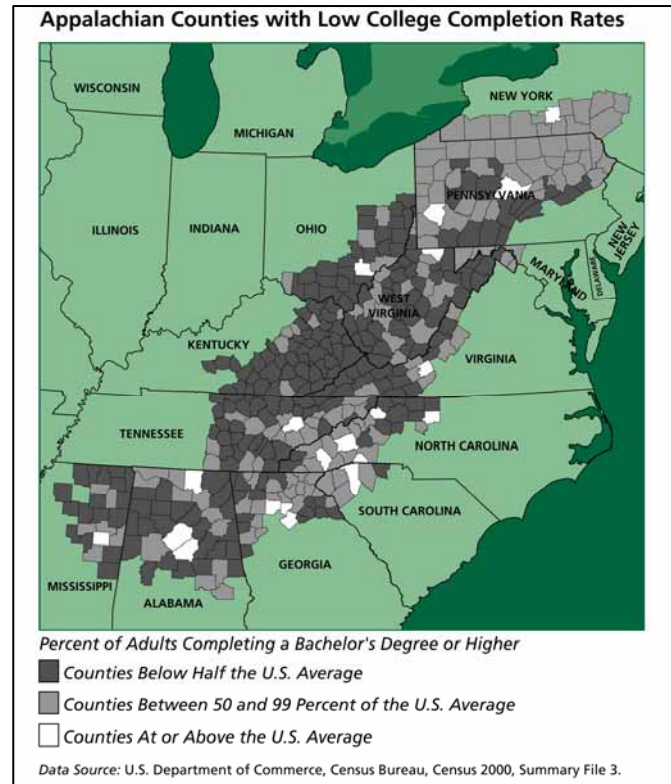 Appalachian Counties with Low College Completion Rates
WISCONSIN
NEW YORK
MICHIGAN
PENNSYLVANIA
ILLINOIS
INDIANA
OHIO
NEW JERSEY
MARYLAND
DELAWARE
WEST
VIRGINIA
KENTUCKY
VIRGINIA
TENNESSEE
NORTH CAROLINA
SOUTH CAROLINA
GEORGIA
MISSISSIPPI
ALABAMA
Percent of Adults Completing a Bachelor's Degree or Higher
Counties Below Half the U.S. Average
Counties Between 50 and 99 Percent of the U.S. Average
Counties At or Above the U.S. Average
Data Source: U.S. Department of Commerce, Census Bureau, Census 2000, Summary File 3.